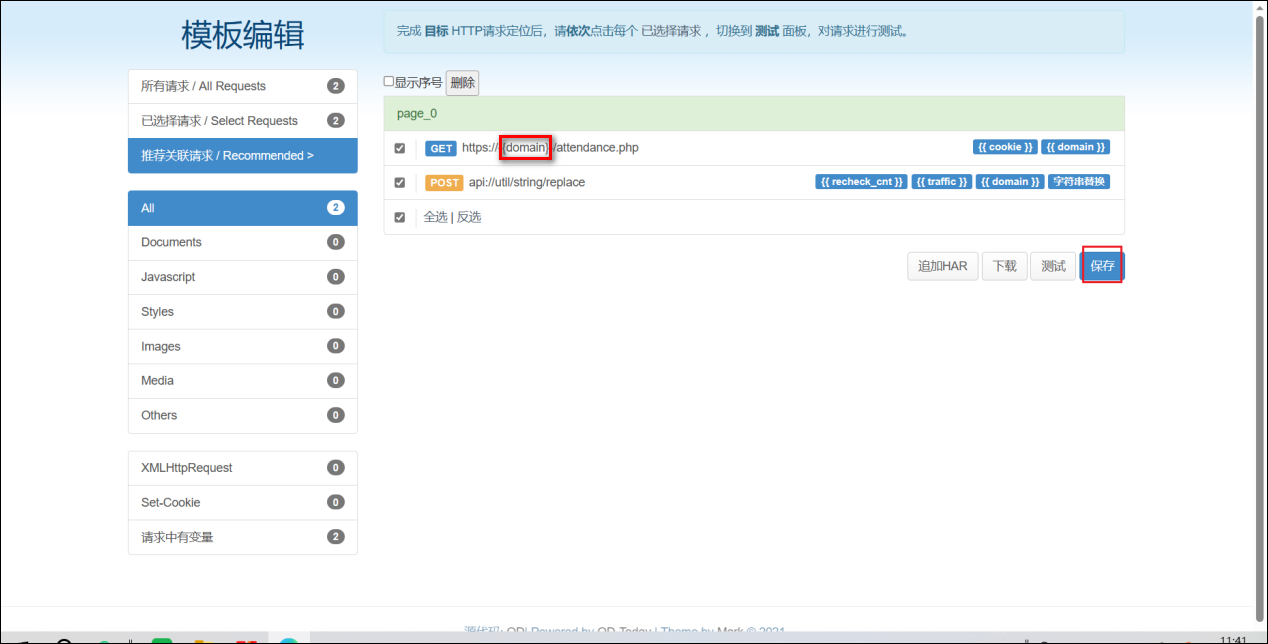 模板编辑
所有请求 / All Requests 2
已选择请求 / Select Requests 2
推荐关联请求 / Recommended >
All 2
Documents 0
Javascript 0
Styles 0
Images 0
Media 0
Others 0
XMLHttpRequest 0
Set-Cookie 0
请求中有变量 2
完成 目标 HTTP请求定位后，请依次点击每个 已选择请求 ，切换到 测试 面板，对请求进行测试。
显示序号 删除
page_0
GET https://{domain}/attendance.php {{ cookie }} {{ domain }}
POST api://util/string/replace {{ recheck_cnt }} {{ traffic }} {{ domain }} 字符串替换
全选 | 反选
追加HAR 下载 测试 保存
源代码: QD| Powered by QD-Today | Theme by Mark © 2021
11:41